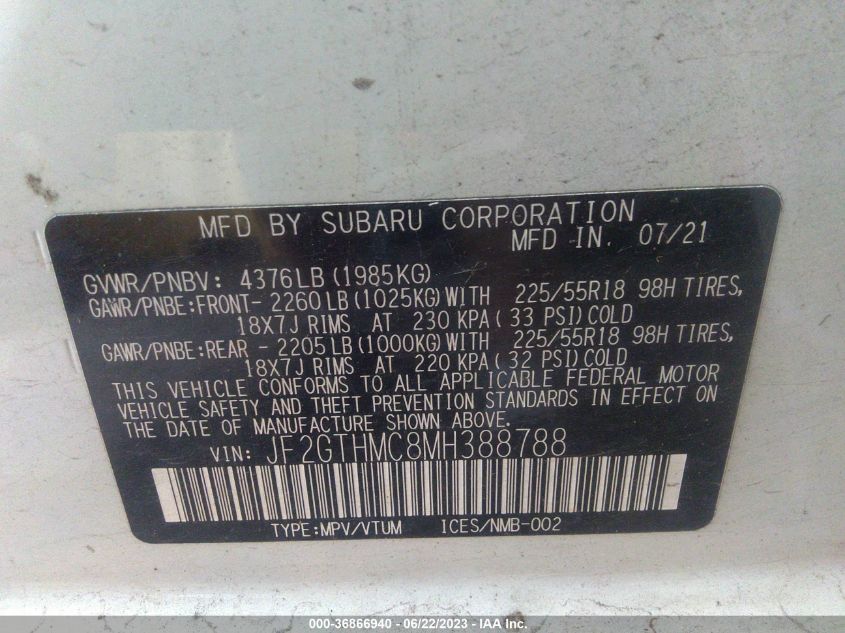 MFD BY SUBARU CORPORATION
MFD IN. 07/21
GVWR/PNBV: 4376LB (1985KG)
GAWR/PNBE:FRONT- 2260LB (1025KG) WITH 225/55R18 98H TIRES,
18X7J RIMS AT 230 KPA( 33 PSI) COLD
GAWR/PNBE:REAR - 2205LB (1000KG) WITH 225/55R18 98H TIRES,
18X7J RIMS AT 220 KPA( 32 PSI) COLD
THIS VEHICLE CONFORMS TO ALL APPLICABLE FEDERAL MOTOR
VEHICLE SAFETY AND THEFT PREVENTION STANDARDS IN EFFECT ON
THE DATE OF MANUFACTURE SHOWN ABOVE.
VIN: JF2GTHMC8MH388788
TYPE:MPV/VTUM ICES/NMB-002
000-36866940 - 06/22/2023 - IAA Inc.